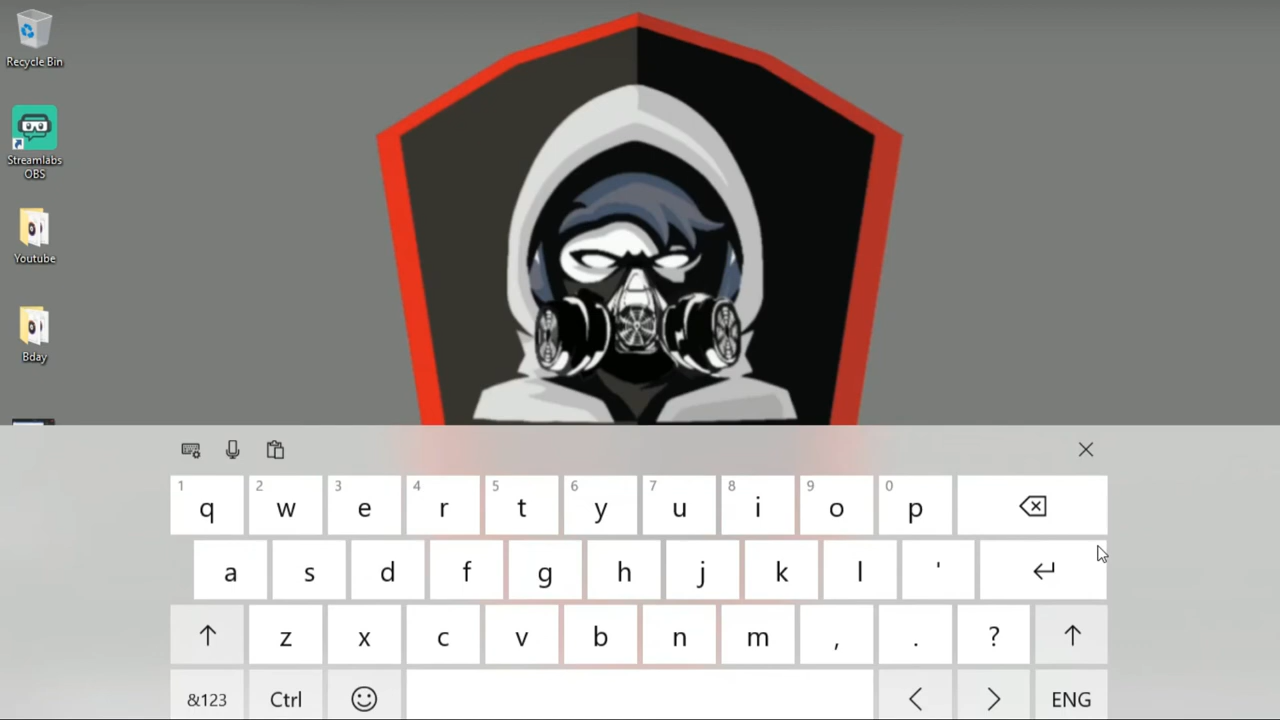 Recycle Bin
Streamlabs
OBS
Youtube
Bday
1 2 3 4 5 6 7 8 9 0
q w e r t y u i o p
a s d f g h j k l '
z x c v b n m , . ?
&123 Ctrl < > ENG